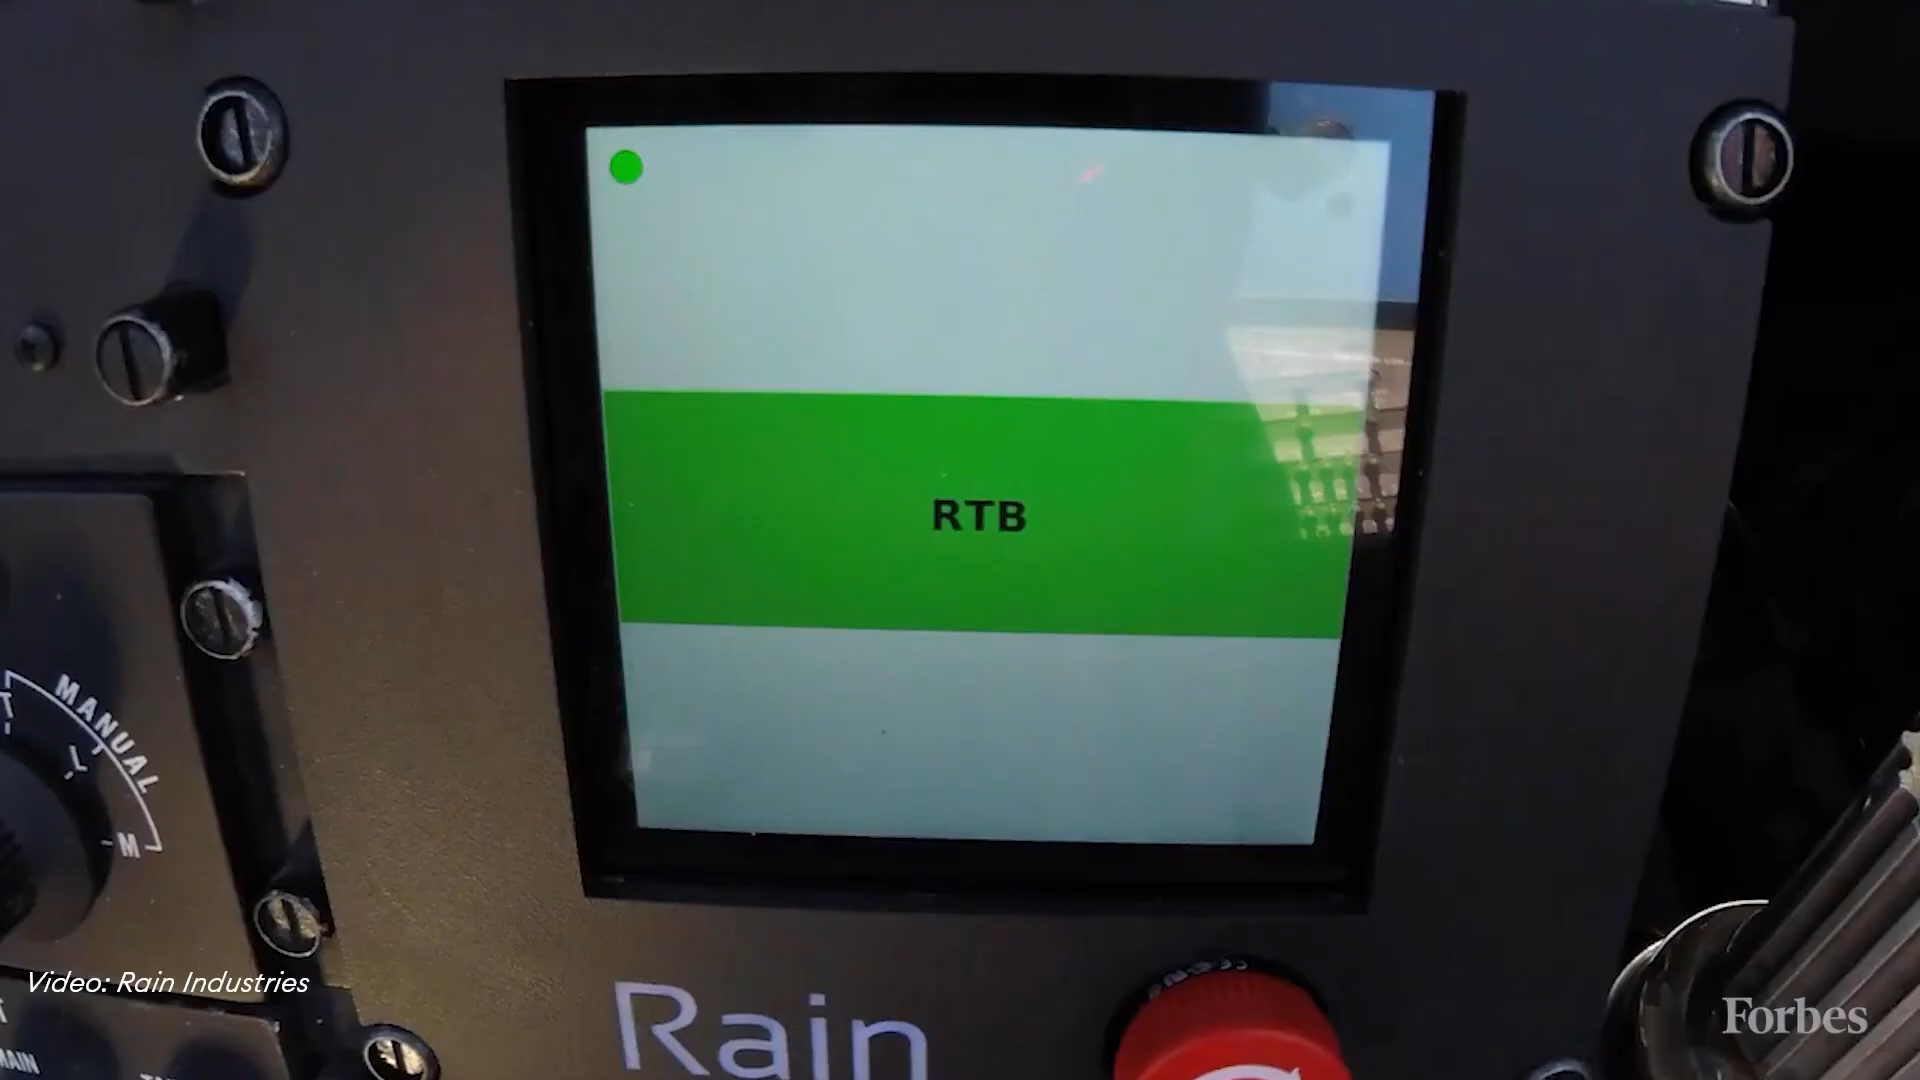 RTB
MANUAL
M
Video: Rain Industries
Rain
Forbes